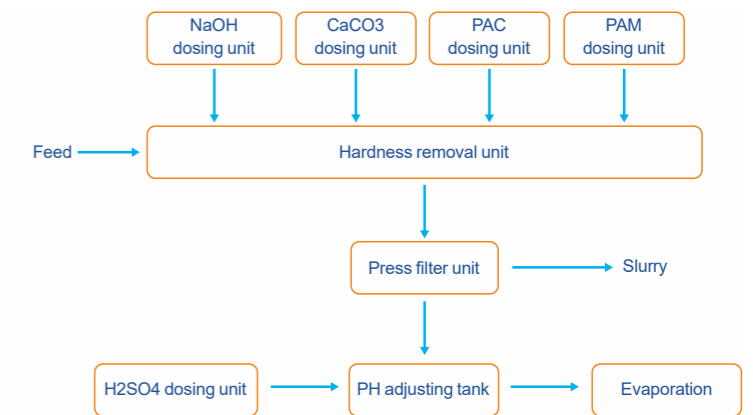 NaOH
dosing unit
CaCO3
dosing unit
PAC
dosing unit
PAM
dosing unit
Feed
Hardness removal unit
Press filter unit
Slurry
H2SO4 dosing unit
PH adjusting tank
Evaporation